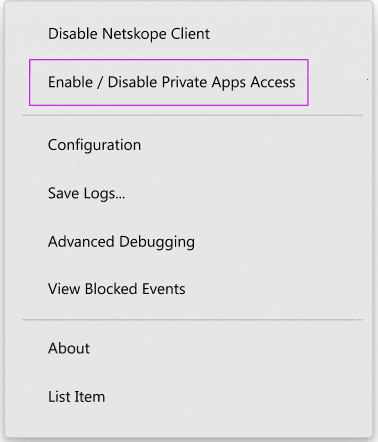 Disable Netskope Client
Enable / Disable Private Apps Access
Configuration
Save Logs...
Advanced Debugging
View Blocked Events
About
List Item